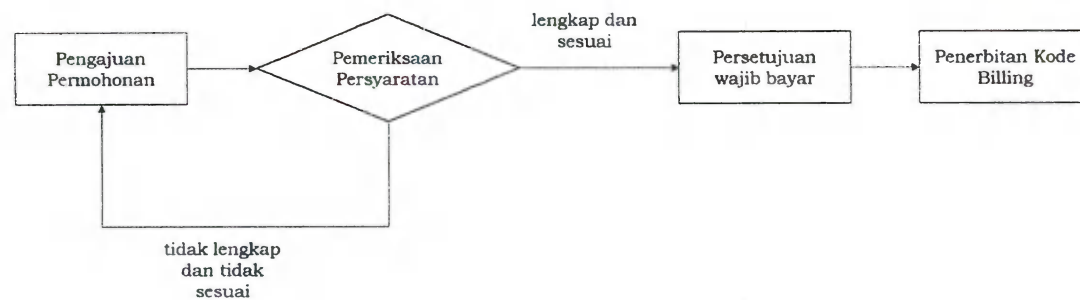 Pengajuan
Permohonan
Pemeriksaan
Persyaratan
lengkap dan
sesuai
Persetujuan
wajib bayar
Penerbitan Kode
Billing
tidak lengkap
dan tidak
sesuai